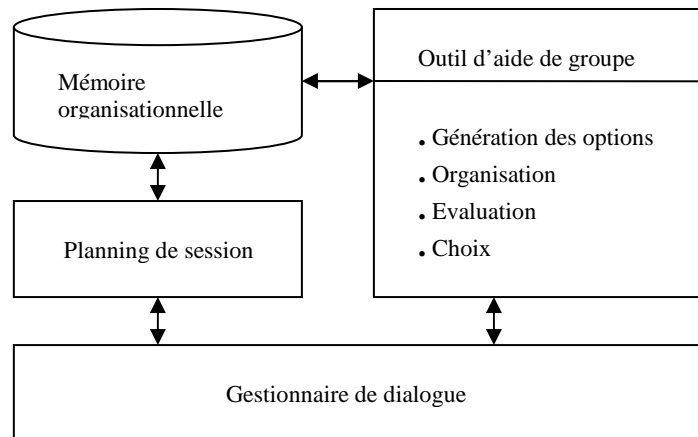 Mémoire
organisationnelle
Outil d’aide de groupe
. Génération des options
. Organisation
. Evaluation
. Choix
Planning de session
Gestionnaire de dialogue